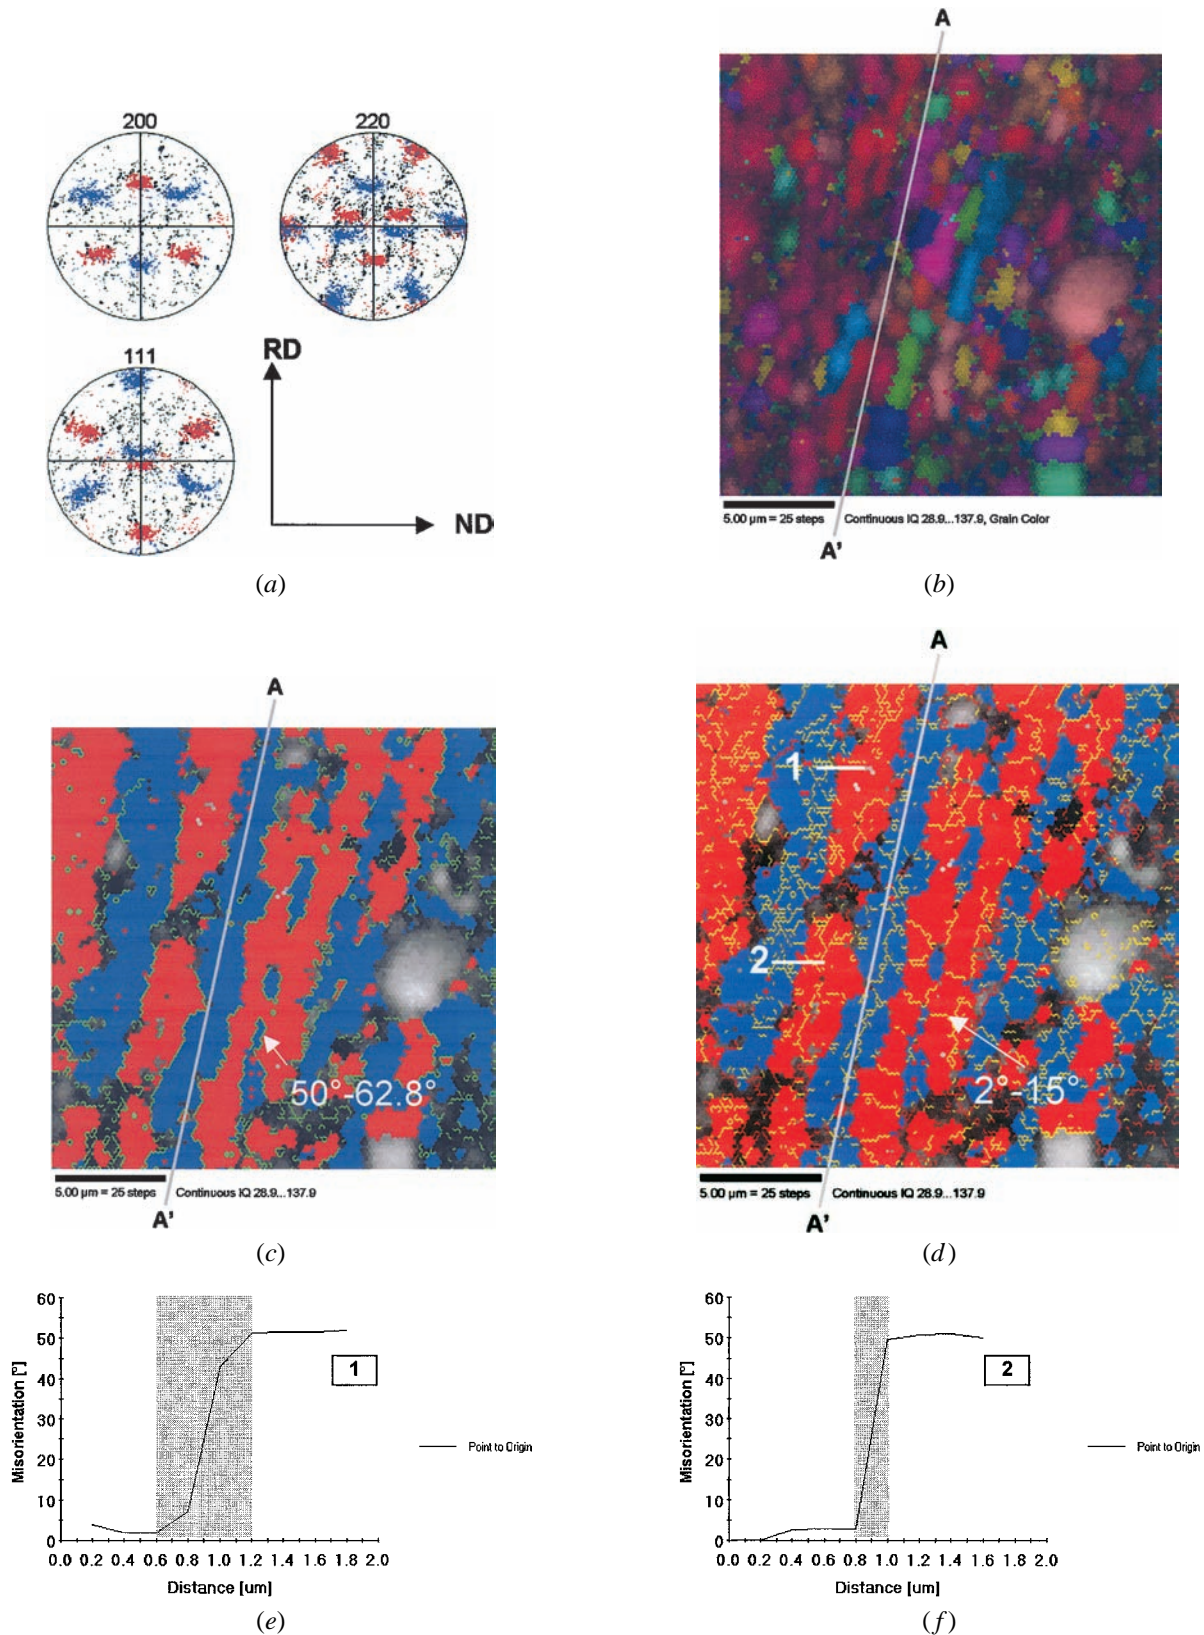 200
220
111
RD
ND
(a)
A
5.00 µm = 25 steps Continuous IQ 28.9...137.9, Grain Color
A'
(b)
A
50°-62.8°
5.00 µm = 25 steps Continuous IQ 28.9...137.9
A'
(c)
A
1
2
2°-15°
5.00 µm = 25 steps Continuous IQ 28.9...137.9
A'
(d)
60
50
40
30
20
10
0
Misorientation [°]
1
Point to Origin
0.0 0.2 0.4 0.6 0.8 1.0 1.2 1.4 1.6 1.8 2.0
Distance [um]
(e)
60
50
40
30
20
10
0
Misorientation [°]
2
Point to Origin
0.0 0.2 0.4 0.6 0.8 1.0 1.2 1.4 1.6 1.8 2.0
Distance [um]
(f)